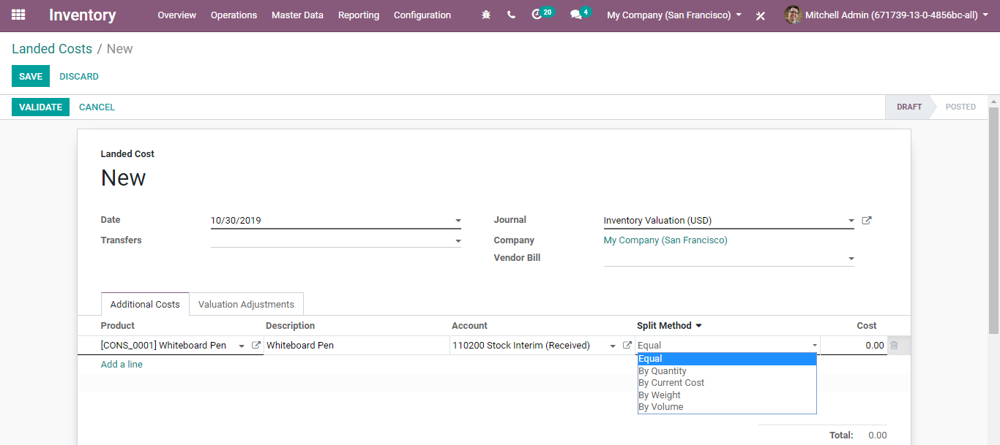 Inventory Overview Operations Master Data Reporting Configuration 20 4 My Company (San Francisco) Mitchell Admin (671739-13-0-4856bc-all)
Landed Costs / New
SAVE DISCARD
VALIDATE CANCEL DRAFT POSTED
Landed Cost
New
Date 10/30/2019 Journal Inventory Valuation (USD)
Transfers Company My Company (San Francisco)
Vendor Bill
Additional Costs Valuation Adjustments
Product Description Account Split Method Cost
[CONS_0001] Whiteboard Pen Whiteboard Pen 110200 Stock Interim (Received) Equal 0.00
Add a line Equal
By Quantity
By Current Cost
By Weight
By Volume
Total: 0.00